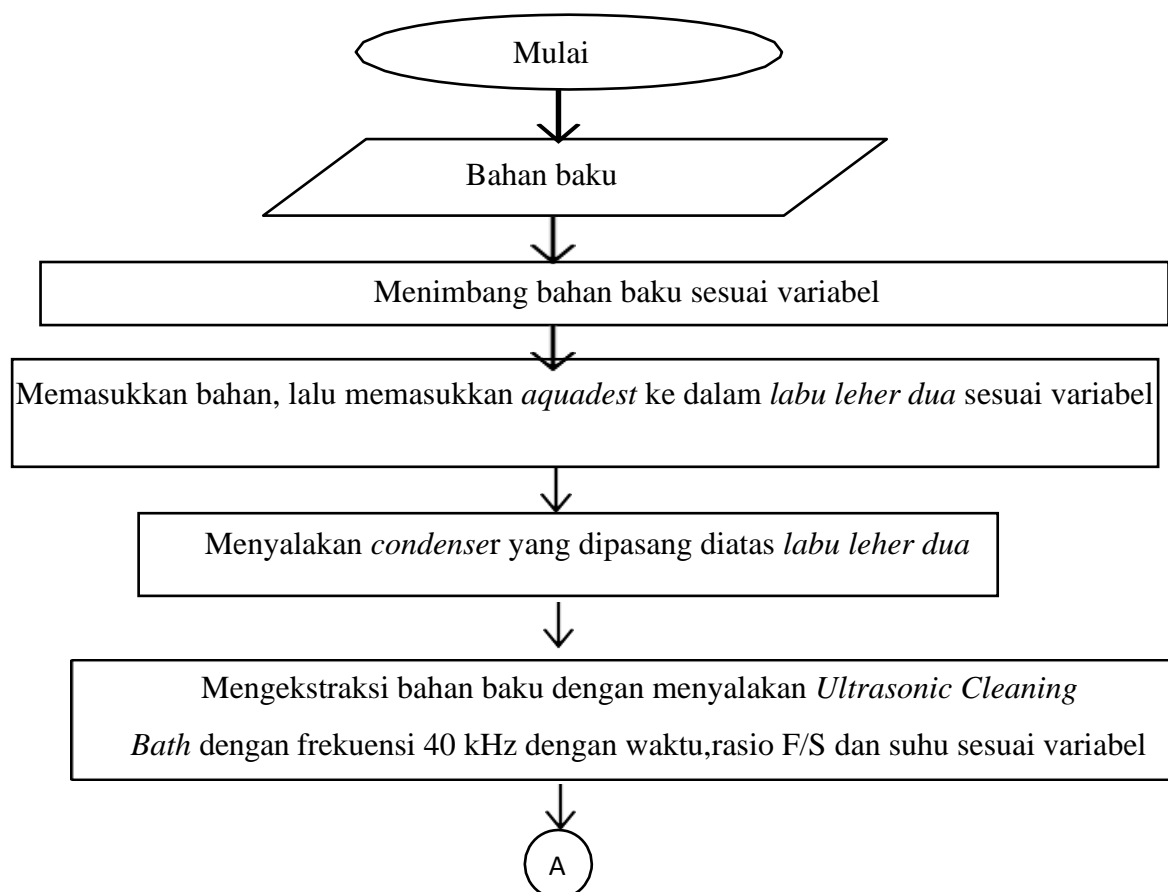 Mulai
Bahan baku
Menimbang bahan baku sesuai variabel
Memasukkan bahan, lalu memasukkan aquadest ke dalam labu leher dua sesuai variabel
Menyalakan condenser yang dipasang diatas labu leher dua
Mengekstraksi bahan baku dengan menyalakan Ultrasonic Cleaning
Bath dengan frekuensi 40 kHz dengan waktu,rasio F/S dan suhu sesuai variabel
A